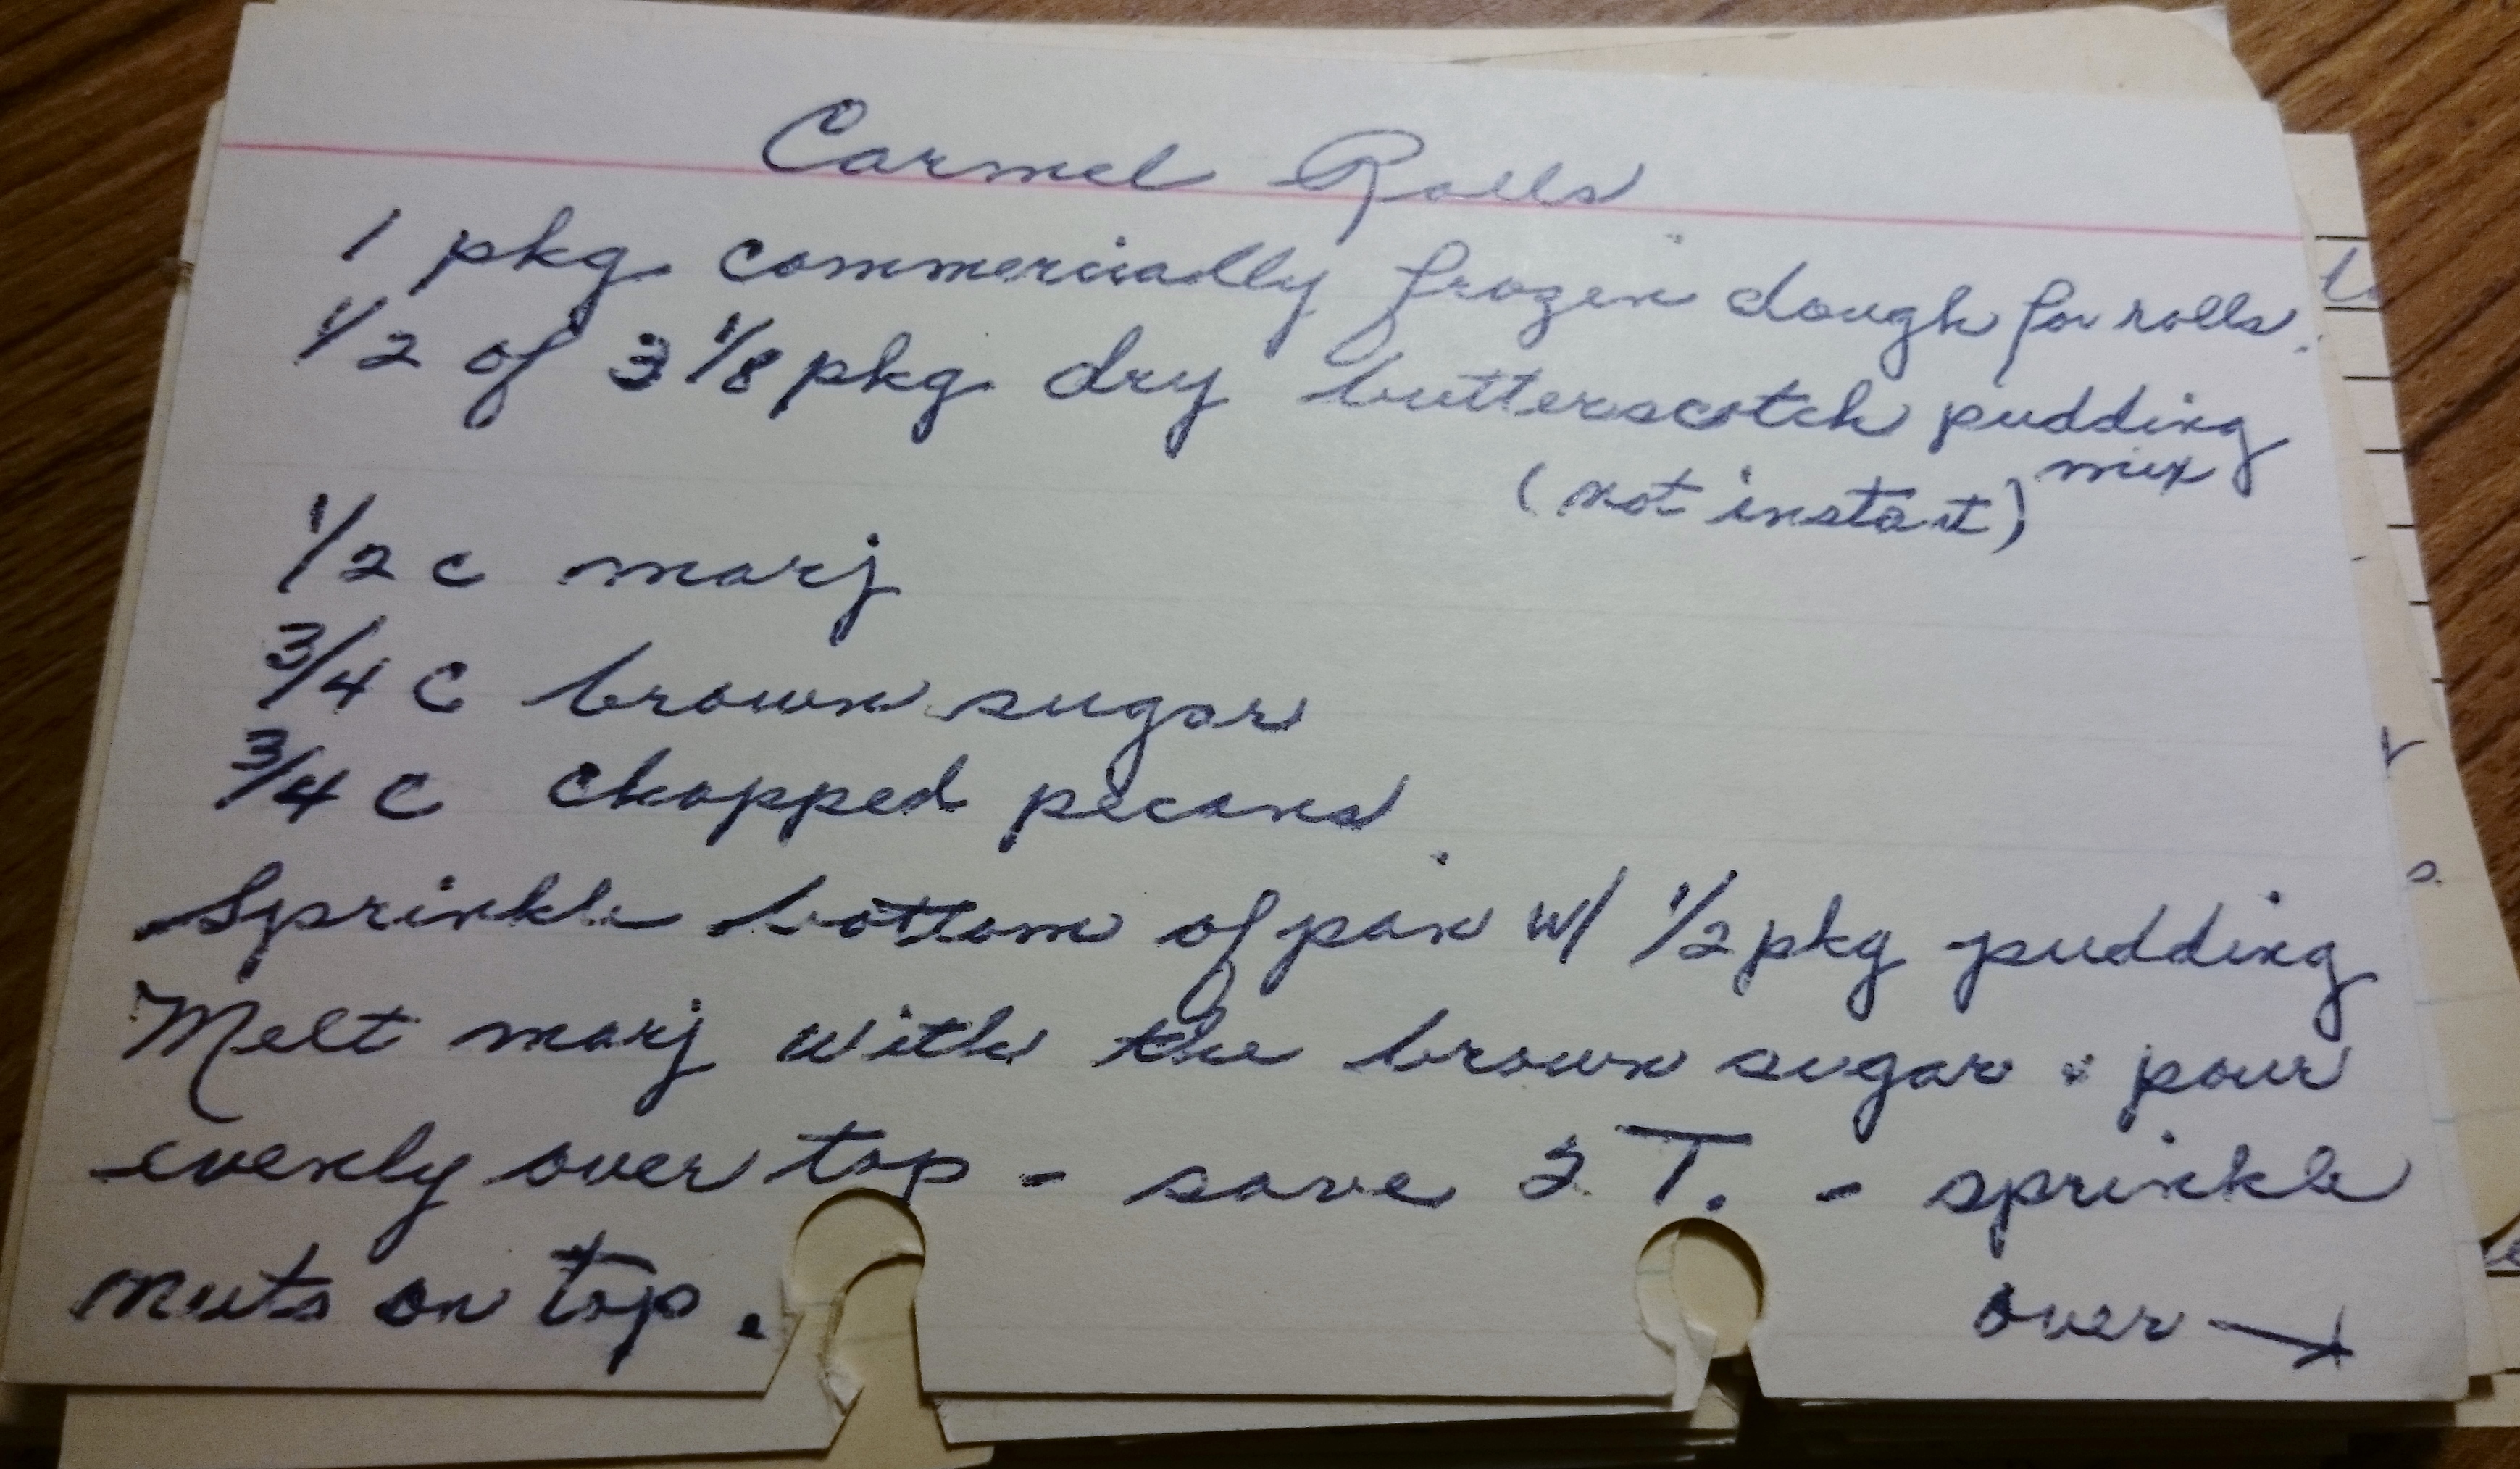 Carmel Rolls
1 pkg. commerically frozen dough for rolls.
1/2 of 3 1/8 pkg. dry butterscotch pudding
(not instant) mix
1/2 c marj
3/4 c brown sugar
3/4 c chopped pecans
Sprinkle bottom of pan w/ 1/2 pkg pudding
Melt marj with the brown sugar & pour
evenly over top - save 2 T. - sprinkle
nuts on top.
over →